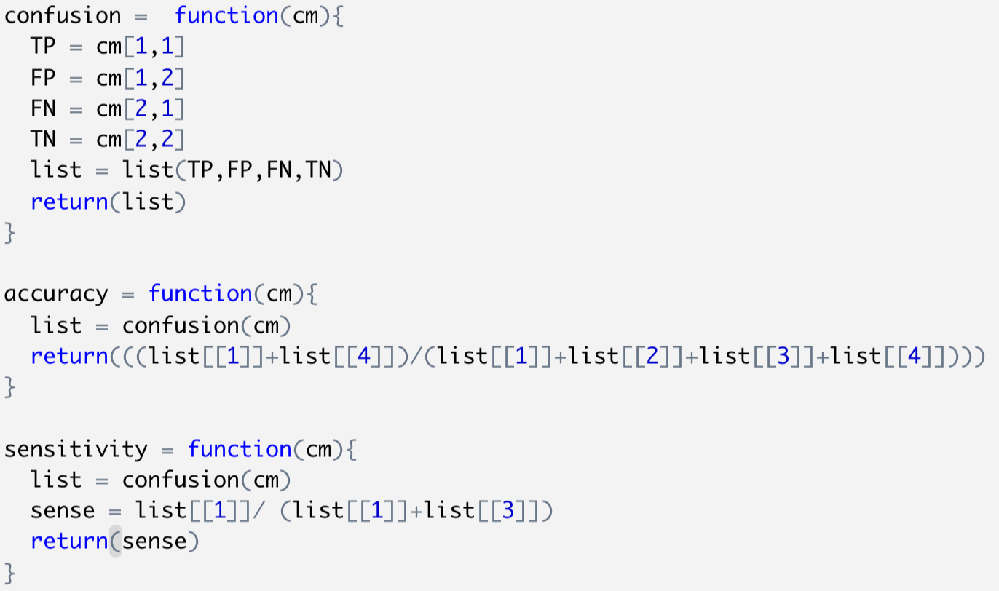 confusion =  function(cm){
  TP = cm[1,1]
  FP = cm[1,2]
  FN = cm[2,1]
  TN = cm[2,2]
  list = list(TP,FP,FN,TN)
  return(list)
}

accuracy = function(cm){
  list = confusion(cm)
  return(((list[[1]]+list[[4]])/(list[[1]]+list[[2]]+list[[3]]+list[[4]])))
}

sensitivity = function(cm){
  list = confusion(cm)
  sense = list[[1]]/ (list[[1]]+list[[3]])
  return(sense)
}